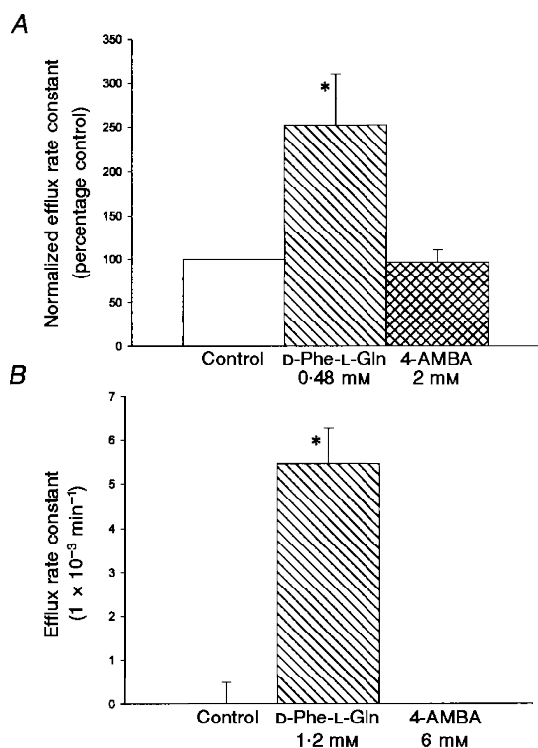 A
Normalized efflux rate constant
(percentage control)
350
300
250
200
150
100
50
0
*
Control D-Phe-L-Gln 4-AMBA
0·48 mM 2 mM
B
Efflux rate constant
(1 × 10⁻³ min⁻¹)
7
6
5
4
3
2
1
0
*
Control D-Phe-L-Gln 4-AMBA
1·2 mM 6 mM